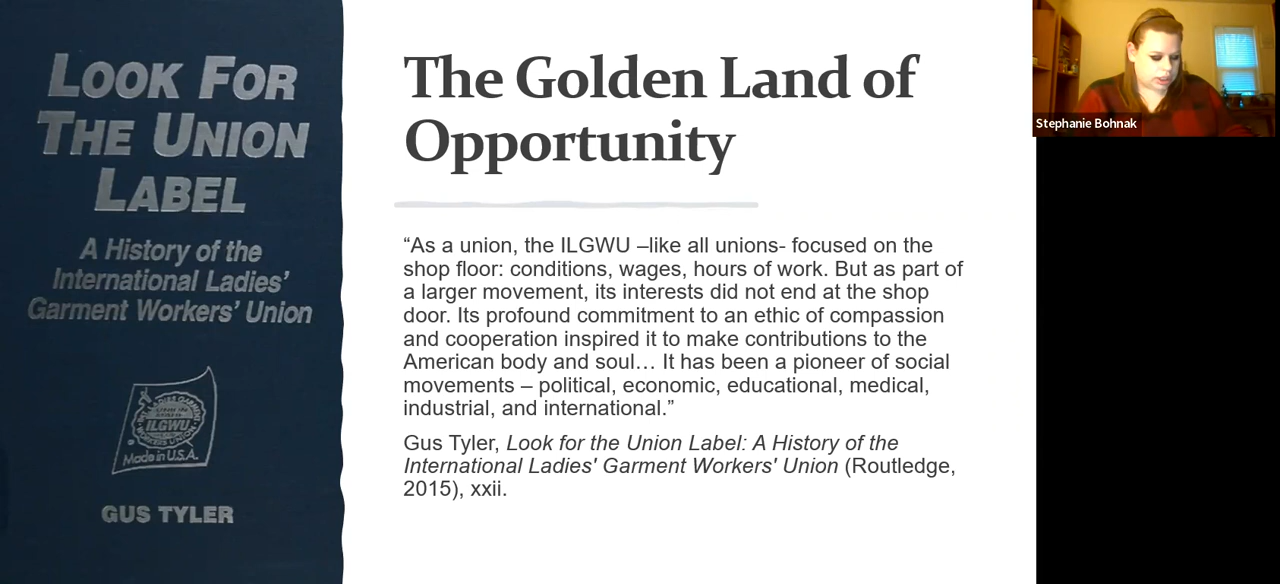 LOOK FOR
THE UNION
LABEL
A History of the
International Ladies'
Garment Workers' Union
ILGWU
Made in U.S.A.
GUS TYLER
The Golden Land of
Opportunity
“As a union, the ILGWU –like all unions- focused on the
shop floor: conditions, wages, hours of work. But as part of
a larger movement, its interests did not end at the shop
door. Its profound commitment to an ethic of compassion
and cooperation inspired it to make contributions to the
American body and soul… It has been a pioneer of social
movements – political, economic, educational, medical,
industrial, and international.”
Gus Tyler, Look for the Union Label: A History of the
International Ladies' Garment Workers' Union (Routledge,
2015), xxii.
Stephanie Bohnak